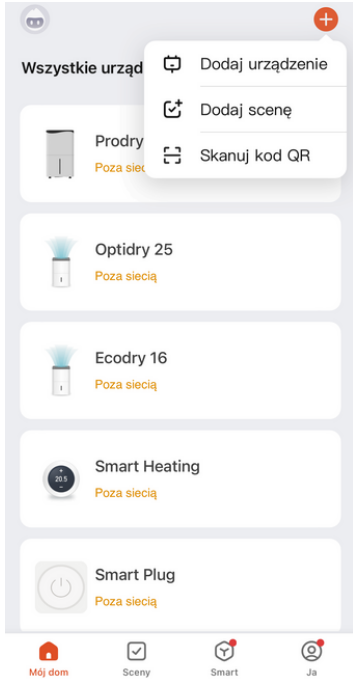 Wszystkie urząd
Dodaj urządzenie
Dodaj scenę
Skanuj kod QR
Prodry
Poza siec
Optidry 25
Poza siecią
Ecodry 16
Poza siecią
20.5
Smart Heating
Poza siecią
Smart Plug
Poza siecią
Mój dom
Sceny
Smart
Ja